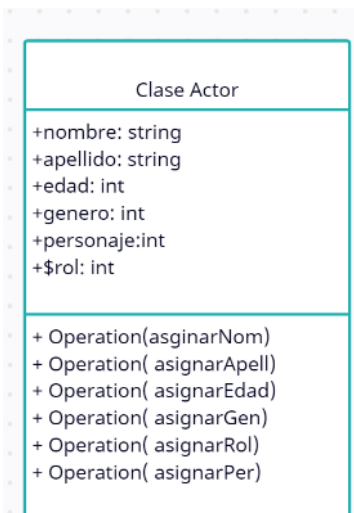 Clase Actor
+nombre: string
+apellido: string
+edad: int
+genero: int
+personaje:int
+$rol: int
+ Operation(asginarNom)
+ Operation( asignarApell)
+ Operation( asignarEdad)
+ Operation( asignarGen)
+ Operation( asignarRol)
+ Operation( asignarPer)